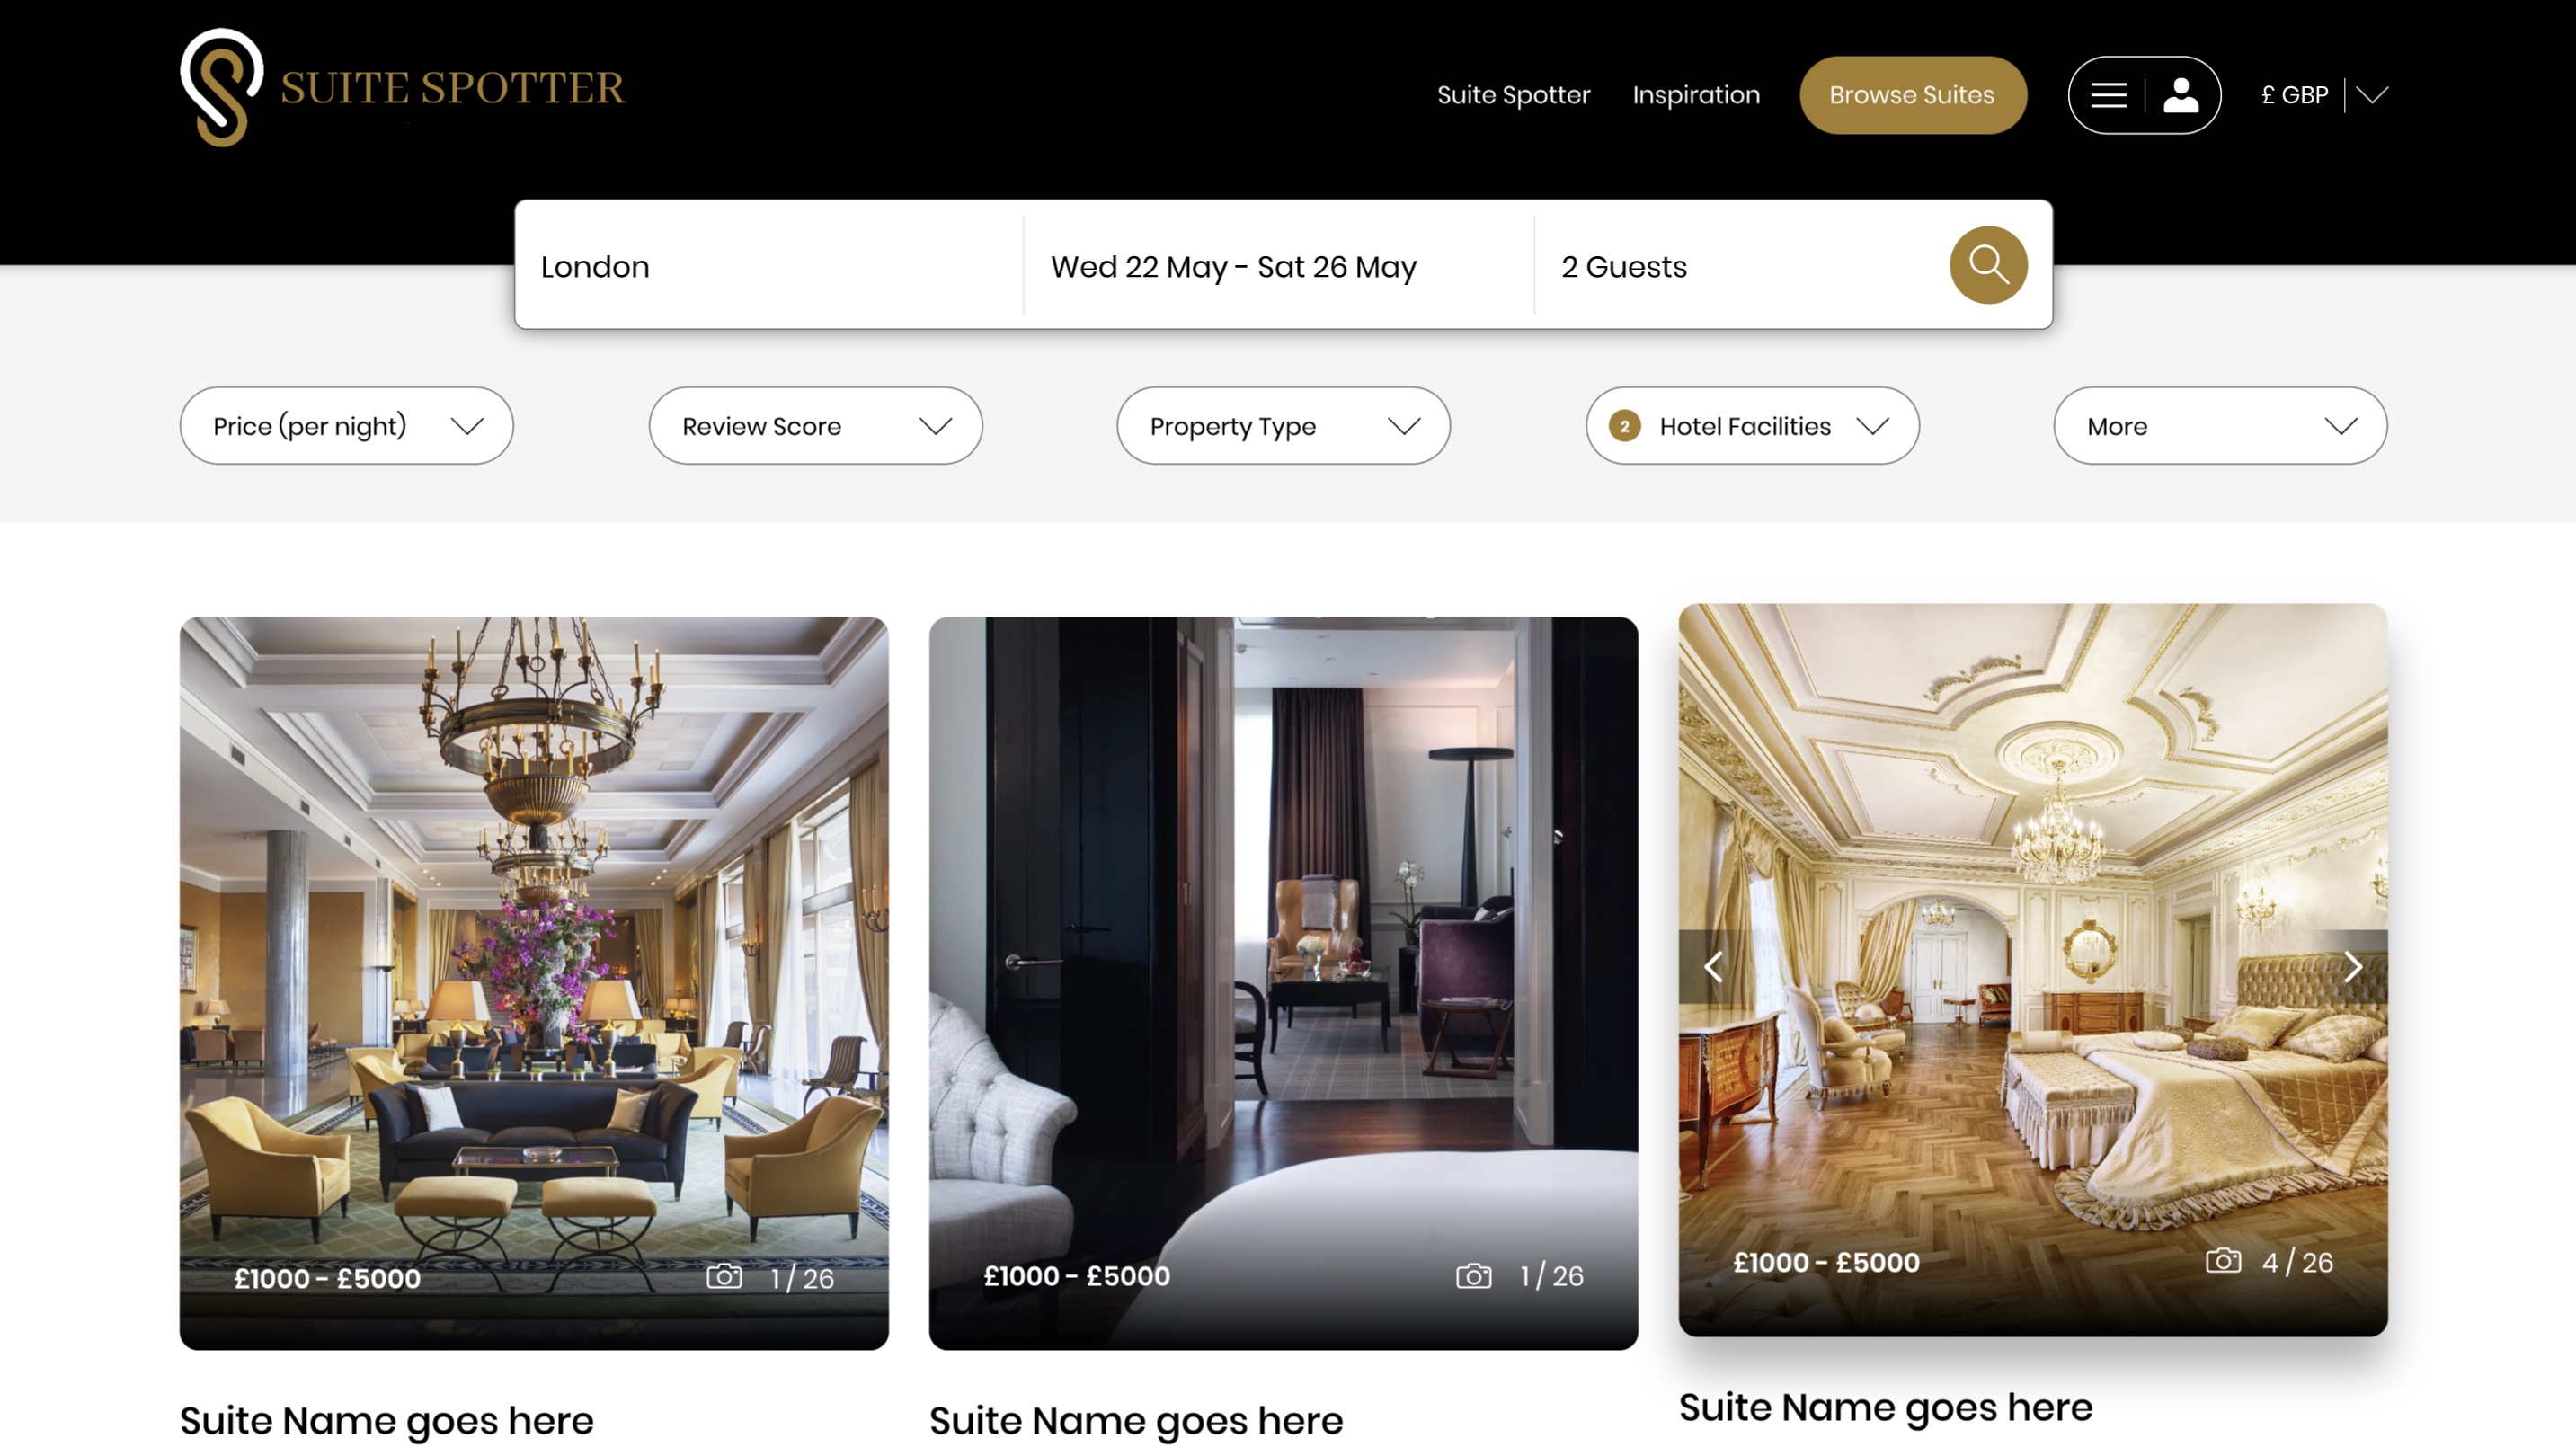 SUITE SPOTTER
Suite Spotter Inspiration Browse Suites £ GBP
London Wed 22 May - Sat 26 May 2 Guests
Price (per night) Review Score Property Type 2 Hotel Facilities More
£1000 - £5000 1 / 26
£1000 - £5000 1 / 26
£1000 - £5000 4 / 26
Suite Name goes here
Suite Name goes here
Suite Name goes here